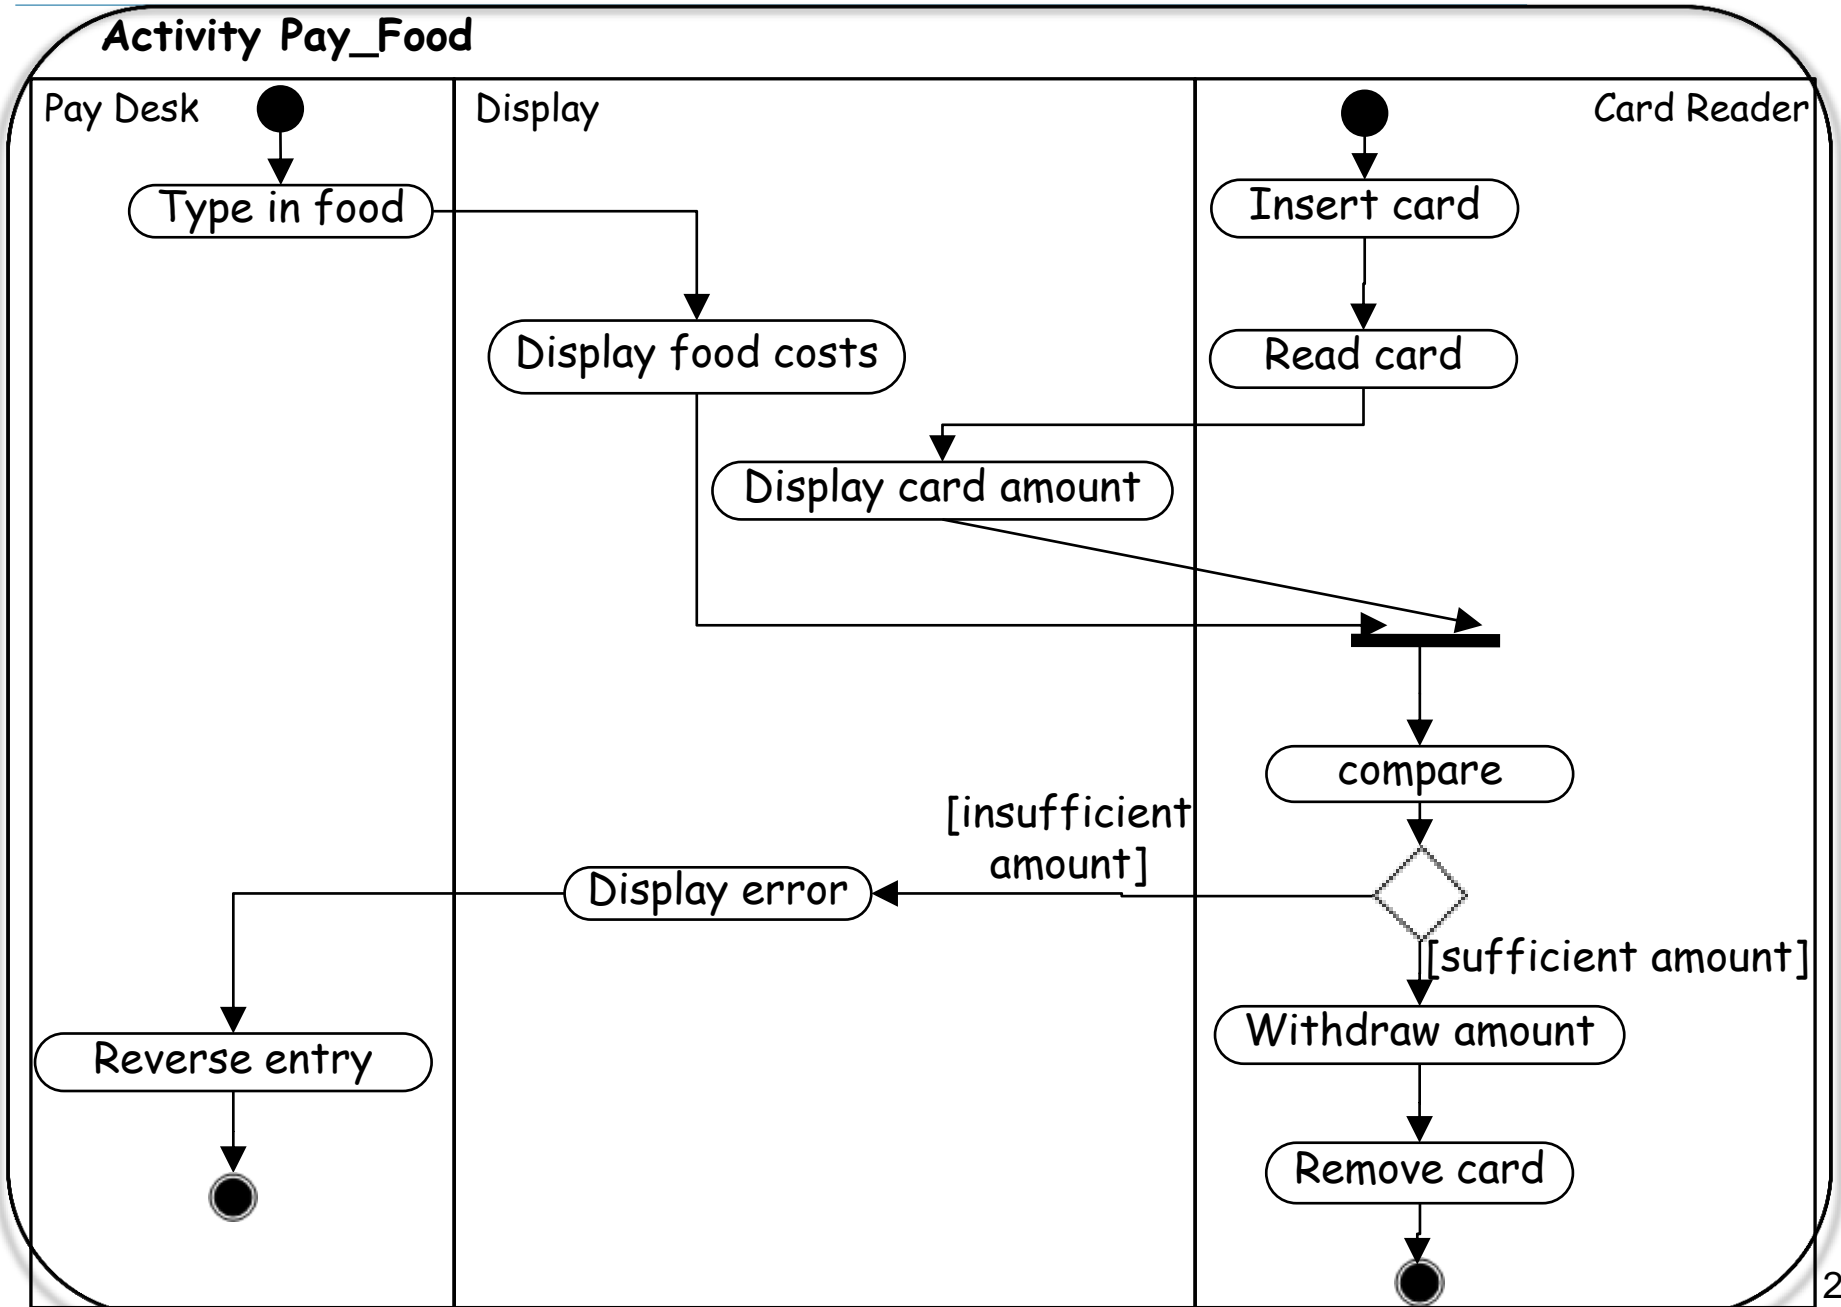 Activity Pay_Food
Pay Desk
Display
Card Reader
Type in food
Insert card
Display food costs
Read card
Display card amount
compare
[insufficient
amount]
Display error
[sufficient amount]
Withdraw amount
Reverse entry
Remove card
2